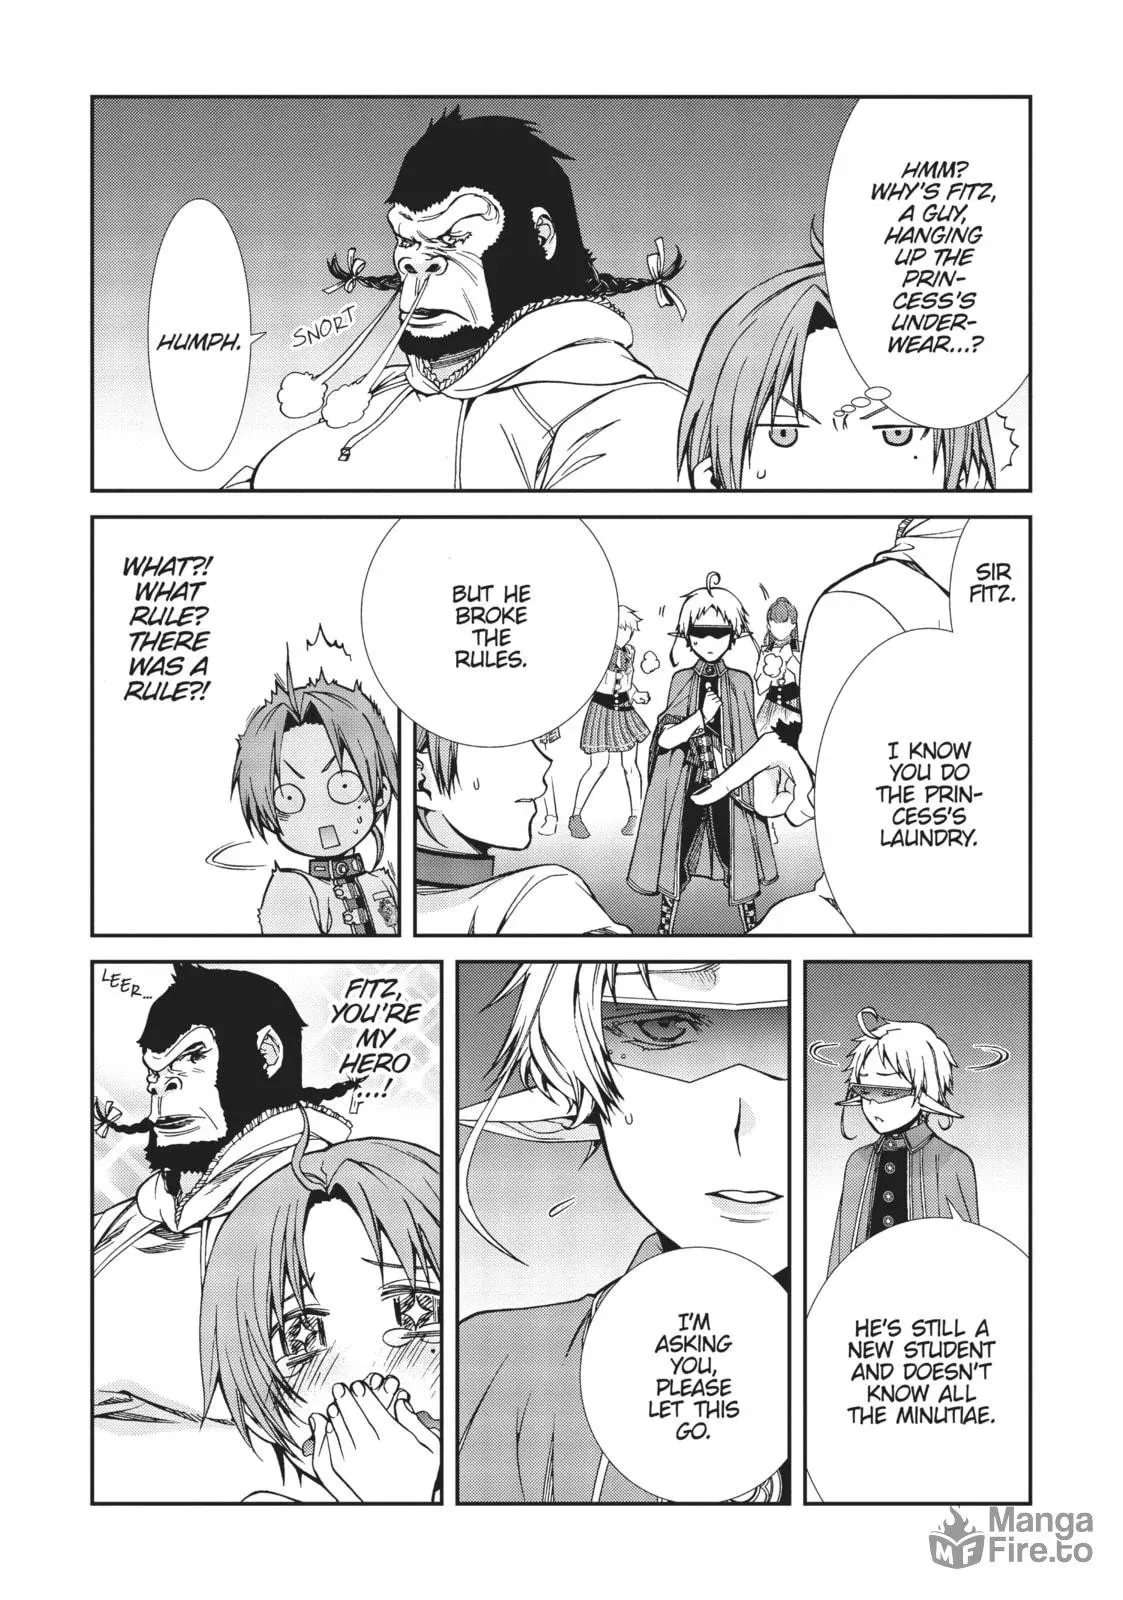 HMM?
WHY'S FITZ,
A GUY,
HANGING
UP THE
PRIN-
CESS'S
UNDER-
WEAR...?
SNORT
HUMPH.
SIR
FITZ.
I KNOW
YOU DO
THE PRIN-
CESS'S
LAUNDRY.
BUT HE
BROKE
THE
RULES.
WHAT?!
WHAT
RULE?
THERE
WAS A
RULE?!
HE'S STILL A
NEW STUDENT
AND DOESN'T
KNOW ALL
THE MINUTIAE.
I'M
ASKING
YOU,
PLEASE
LET THIS
GO.
FITZ,
YOU'RE
MY
HERO
...!
LEER...
Manga
Fire.to
MF